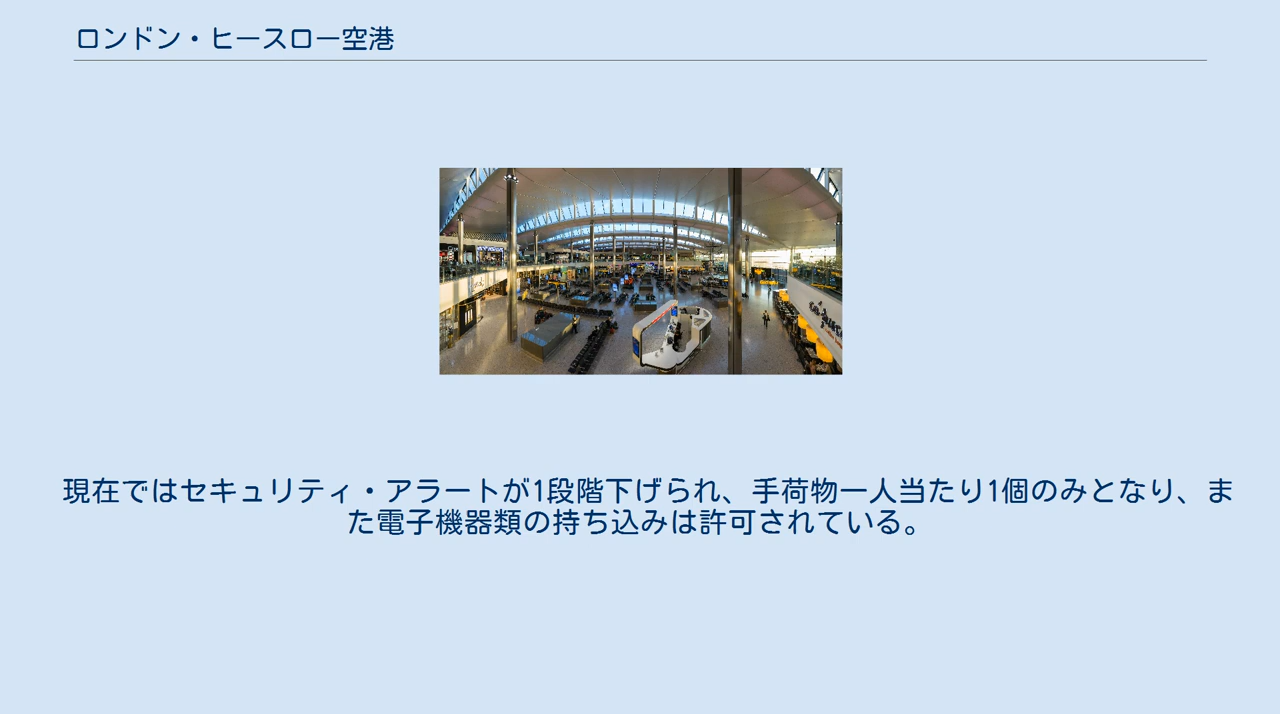 ロンドン・ヒースロー空港
現在ではセキュリティ・アラートが1段階下げられ、手荷物一人当たり1個のみとなり、ま
た電子機器類の持ち込みは許可されている。